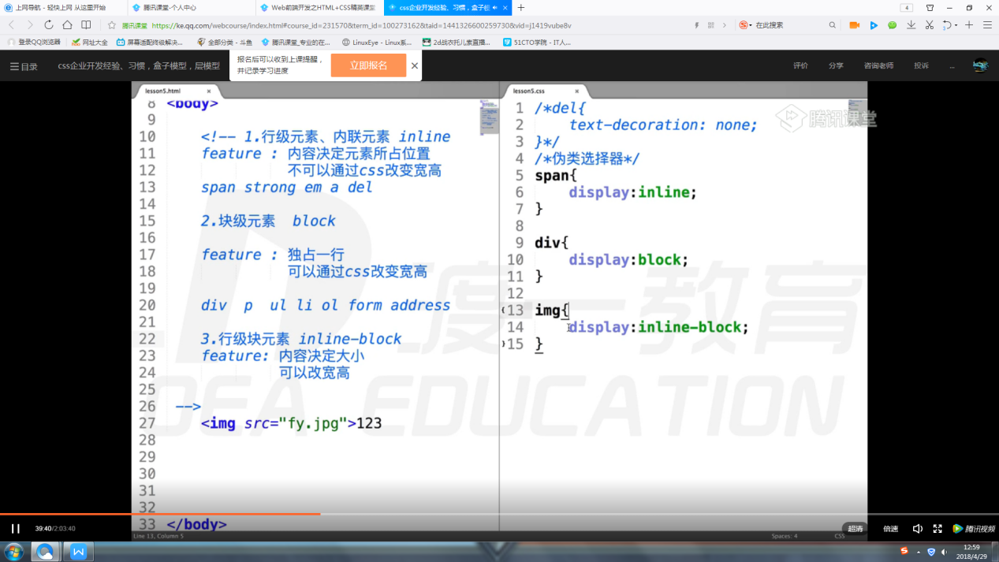 上网导航 - 轻快上网 从这里开始
腾讯课堂-个人中心
Web前端开发之HTML+CSS精英课堂
css企业开发经验、习惯，盒子模
4
腾讯课堂 https://ke.qq.com/webcourse/index.html#course_id=231570&term_id=100273162&taid=1441326600259730&vid=j1419vube8v
在此搜索
登录QQ浏览器
网址大全
屏幕适配终级解决...
全部分类 - 斗鱼
腾讯课堂_专业的在...
LinuxEye - Linux系...
2d战衣托儿素直播...
51CTO学院 - IT人...
目录
css企业开发经验、习惯，盒子模型，层模型
报名后可以收到上课提醒，
并记录学习进度
立即报名
评价
分享
咨询老师
投诉
...
lesson5.html
8 <body>
9
10 <!-- 1.行级元素、内联元素 inline
11 feature : 内容决定元素所占位置
12 不可以通过css改变宽高
13 span strong em a del
14
15 2.块级元素 block
16
17 feature : 独占一行
18 可以通过css改变宽高
19
20 div p ul li ol form address
21
22 3.行级块元素 inline-block
23 feature: 内容决定大小
24 可以改宽高
25
26 -->
27 <img src="fy.jpg">123
28
29
30
31
32
33 </body>
lesson5.css
1 /*del{
2 text-decoration: none;
3 }*/
4 /*伪类选择器*/
5 span{
6 display:inline;
7 }
8
9 div{
10 display:block;
11 }
12
13 img{
14 display:inline-block;
15 }
腾讯课堂
度一教育
IDEA EDUCATION
Line 13, Column 5
Spaces: 4
CSS
39:40/2:03:40
超清
倍速
腾讯视频
12:59
2018/4/29